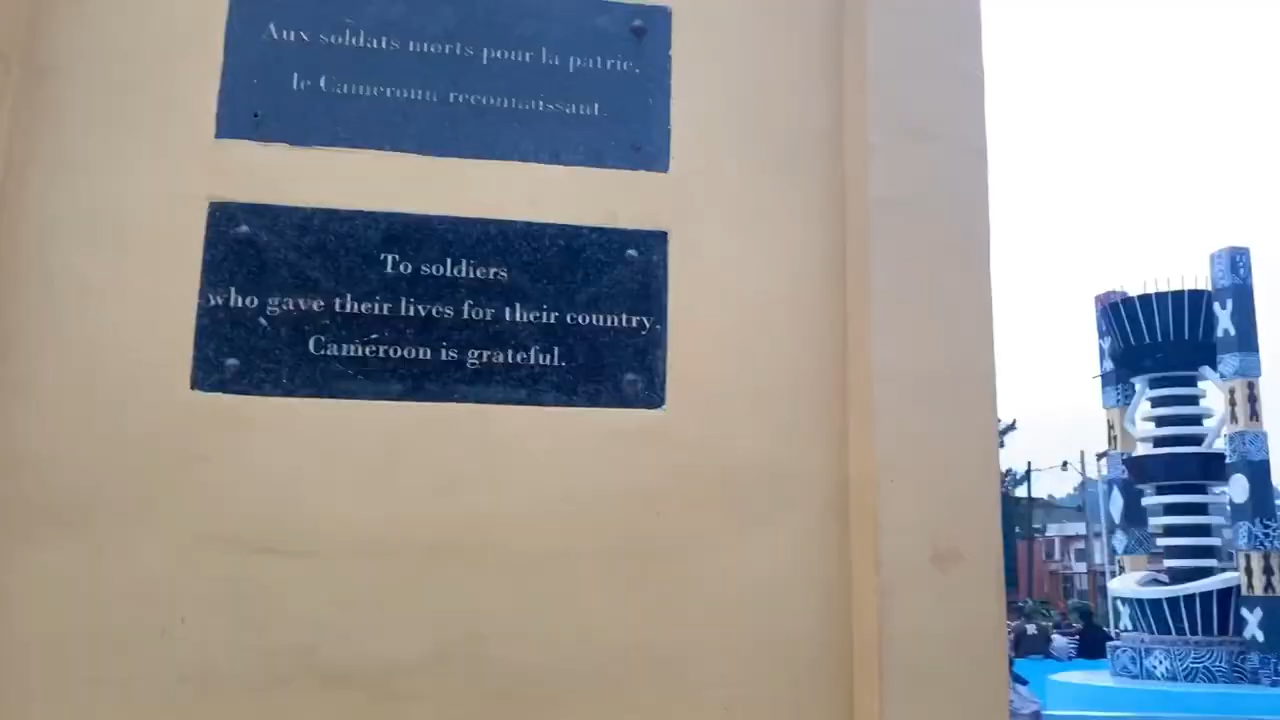 Aux soldats morts pour la patrie,
le Cameroun reconnaissant.
To soldiers
who gave their lives for their country,
Cameroon is grateful.